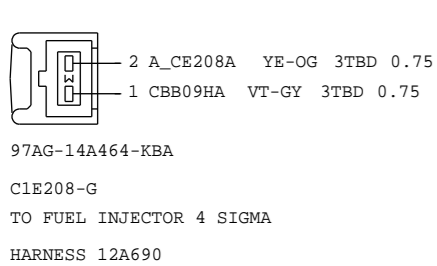 2 A_CE208A YE-OG 3TBD 0.75
1 CBB09HA VT-GY 3TBD 0.75
97AG-14A464-KBA
C1E208-G
TO FUEL INJECTOR 4 SIGMA
HARNESS 12A690